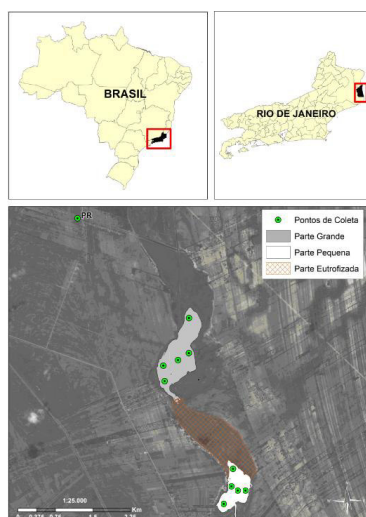 BRASIL
RIO DE JANEIRO
PR
Pontos de Coleta
Parte Grande
Parte Pequena
Parte Eutrofizada
1:25.000
Km